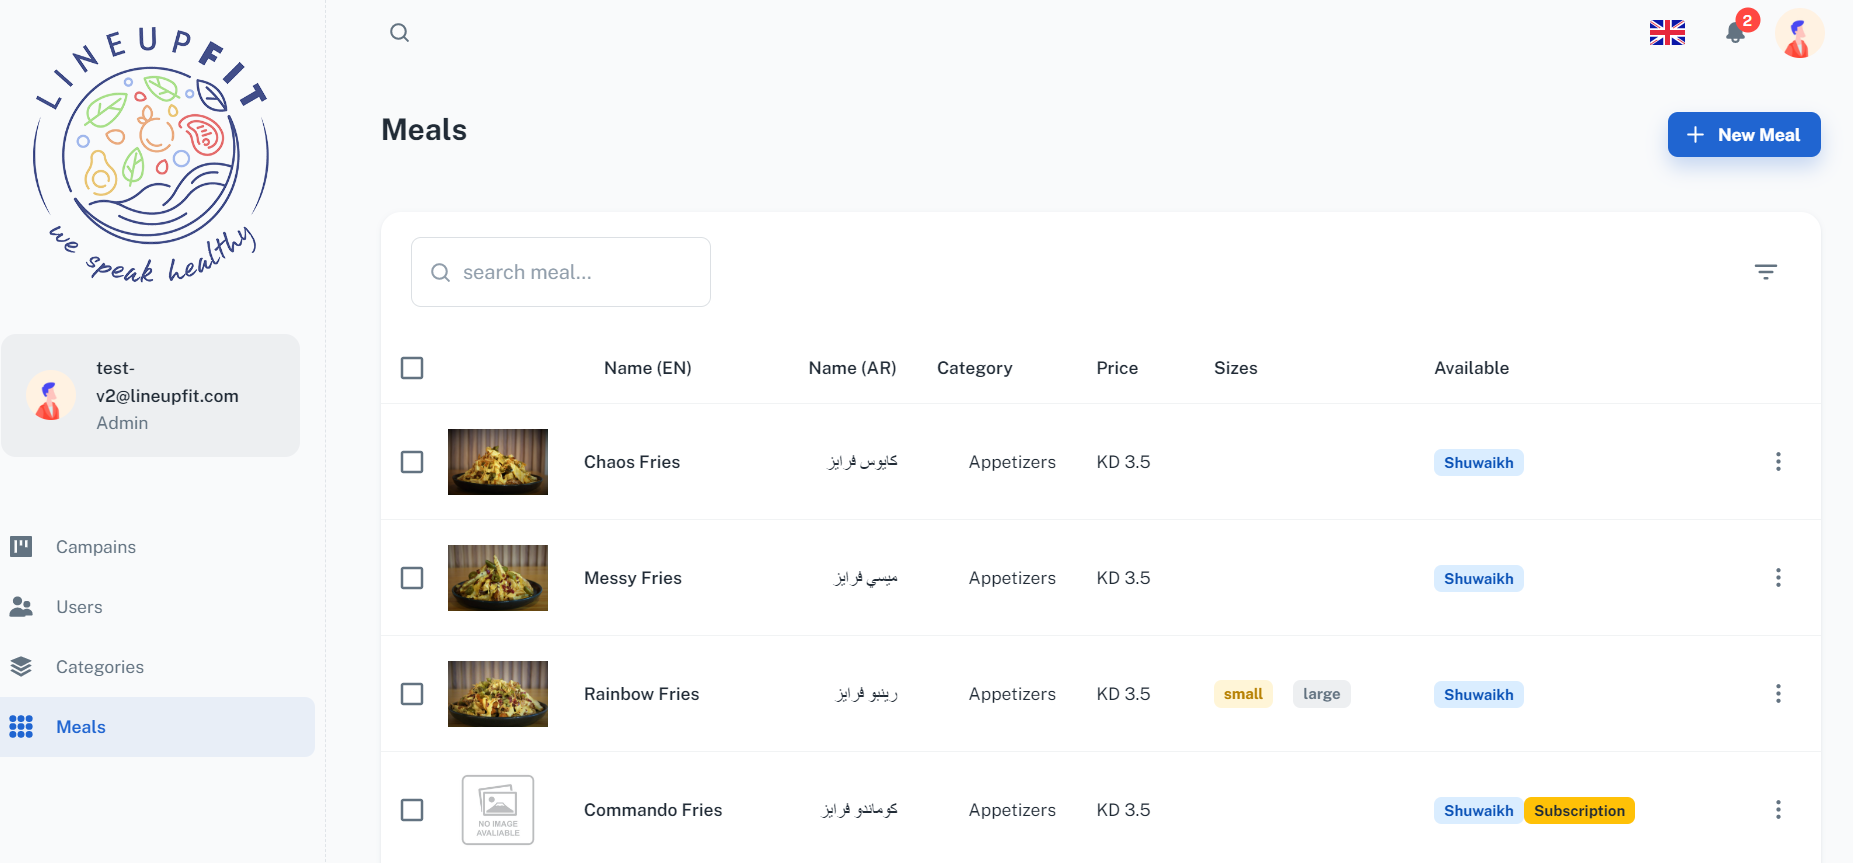 LINEUPFIT
we speak healthy
2
Meals
New Meal
search meal...
test-
v2@lineupfit.com
Admin
Campains
Users
Categories
Meals
Name (EN) Name (AR) Category Price Sizes Available
Chaos Fries كايوس فرايز Appetizers KD 3.5 Shuwaikh
Messy Fries ميسي فرايز Appetizers KD 3.5 Shuwaikh
Rainbow Fries رينبو فرايز Appetizers KD 3.5 small large Shuwaikh
NO IMAGE
AVALIABLE
Commando Fries كوماندو فرايز Appetizers KD 3.5 Shuwaikh Subscription